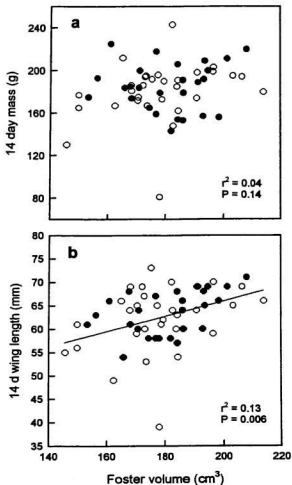 a
240
200
160
120
80
14 day mass (g)
r² = 0.04
P = 0.14
b
80
75
70
65
60
55
50
45
40
35
14 d wing length (mm)
r² = 0.13
P = 0.006
140 160 180 200 220
Foster volume (cm³)